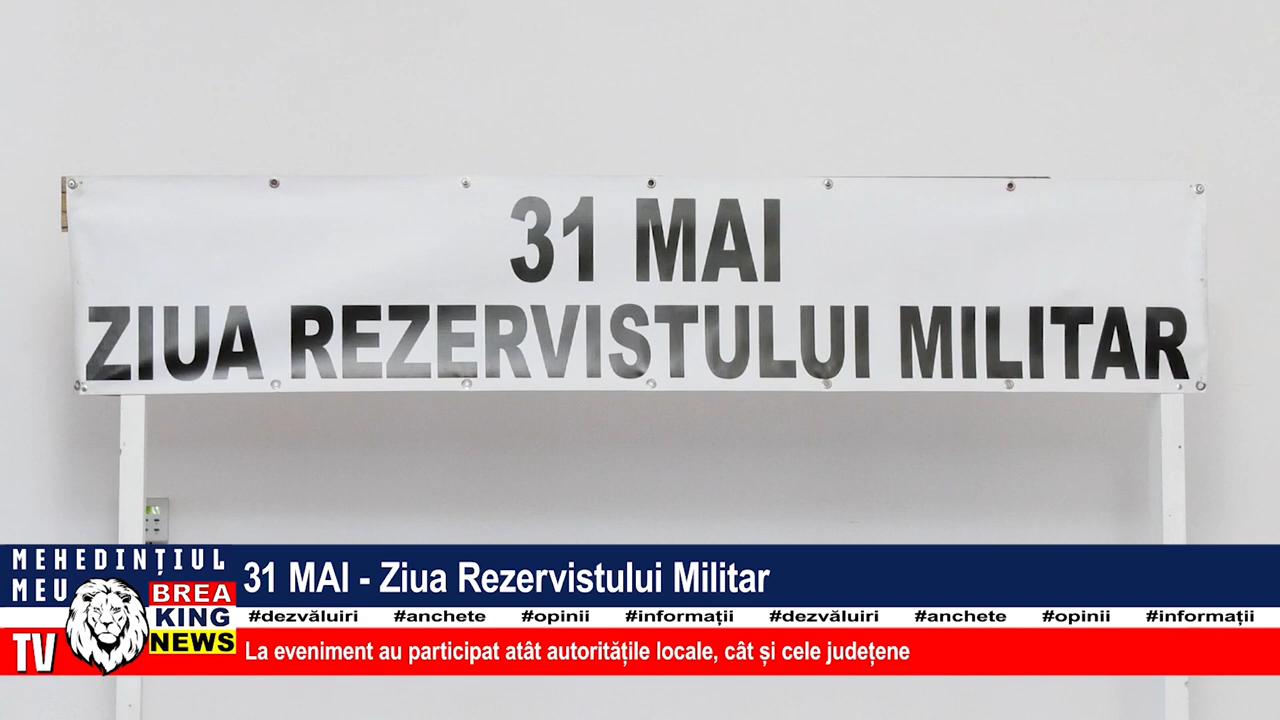 31 MAI
ZIUA REZERVISTULUI MILITAR
MEHEDINȚIUL
MEU
TV
BREA
KING
NEWS
31 MAI - Ziua Rezervistului Militar
#dezvăluiri #anchete #opinii #informații #dezvăluiri #anchete #opinii #informații
La eveniment au participat atât autoritățile locale, cât și cele județene